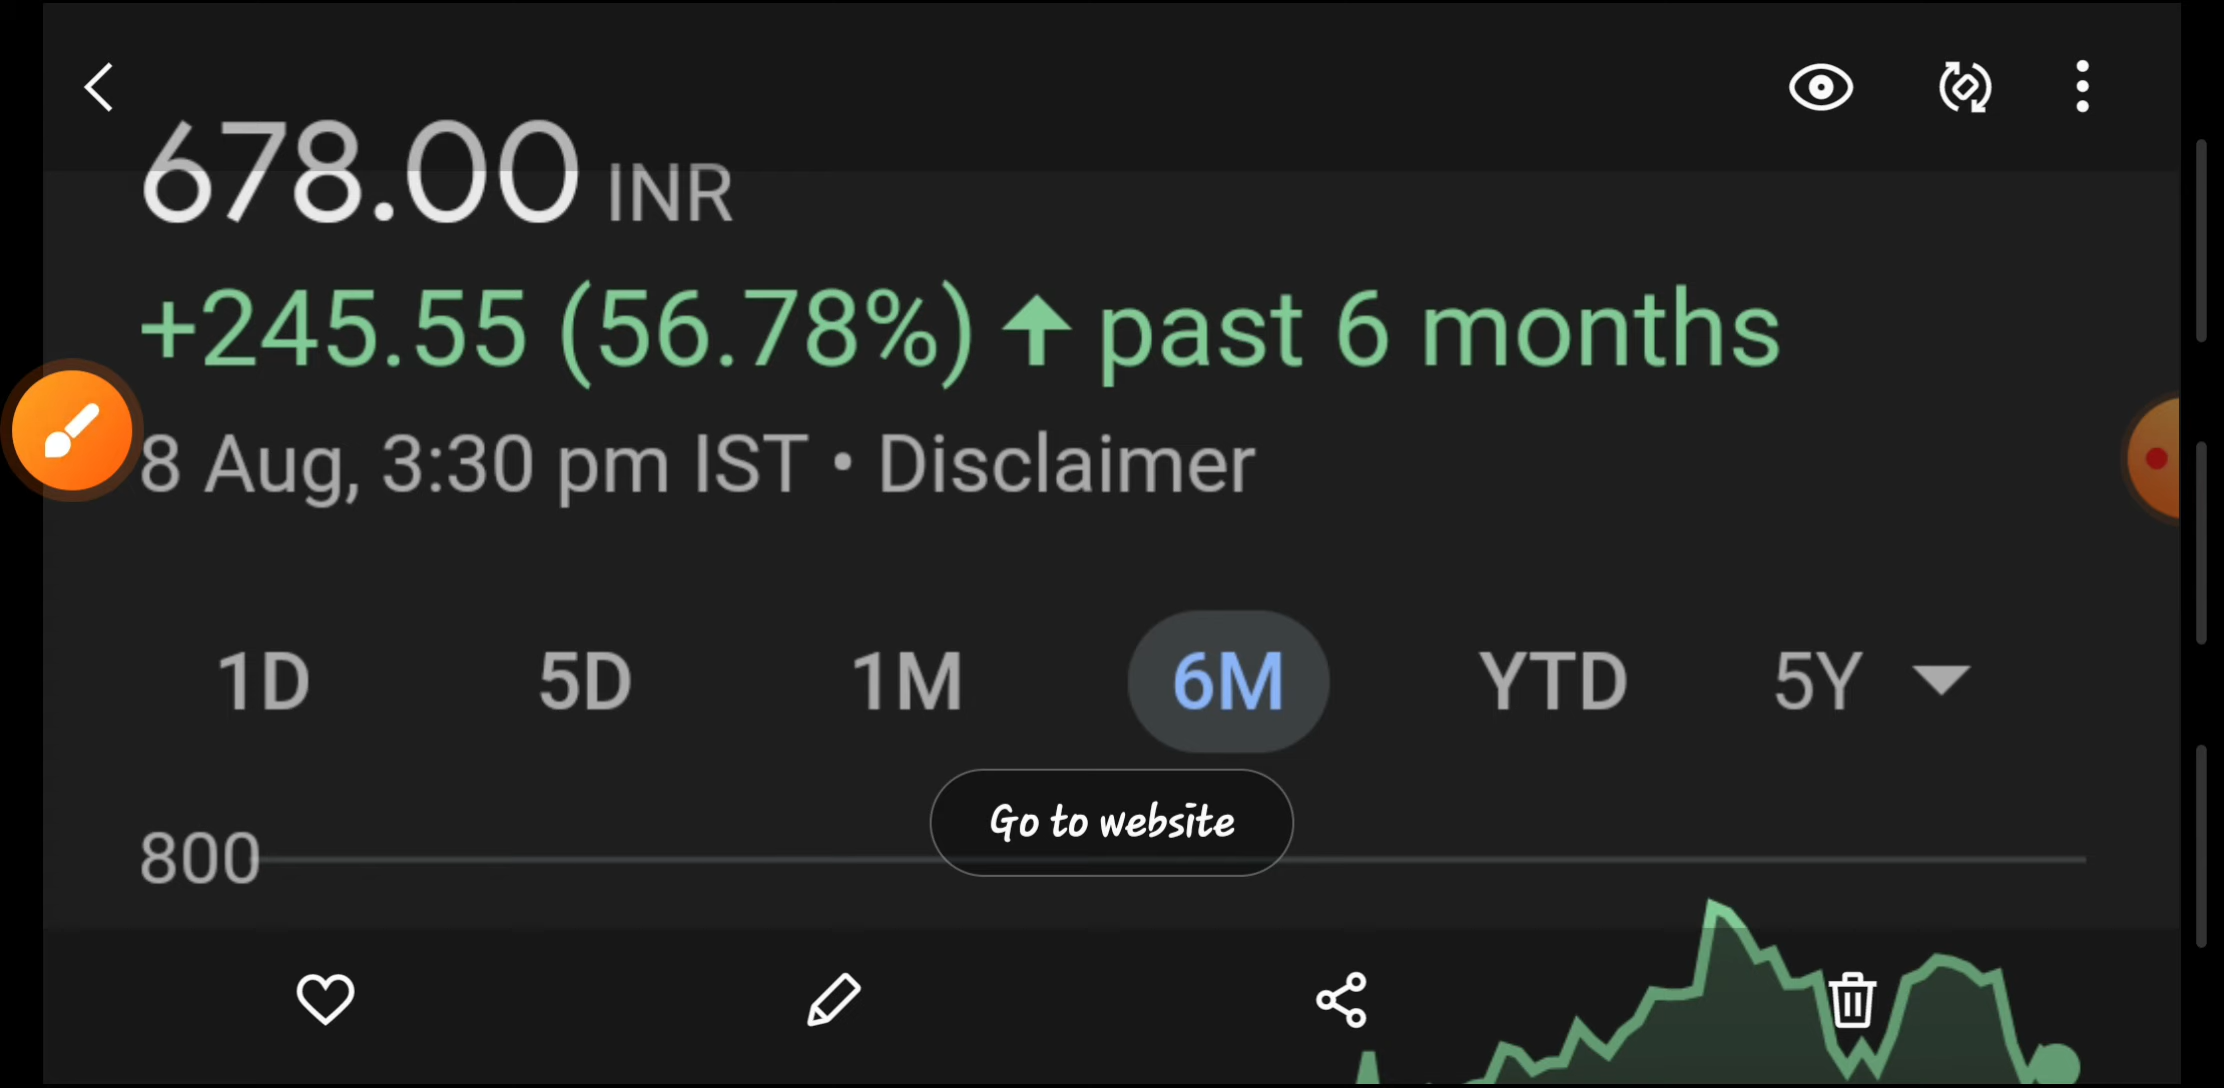 678.00 INR
+245.55 (56.78%) ↑ past 6 months
8 Aug, 3:30 pm IST • Disclaimer
1D 5D 1M 6M YTD 5Y
Go to website
800